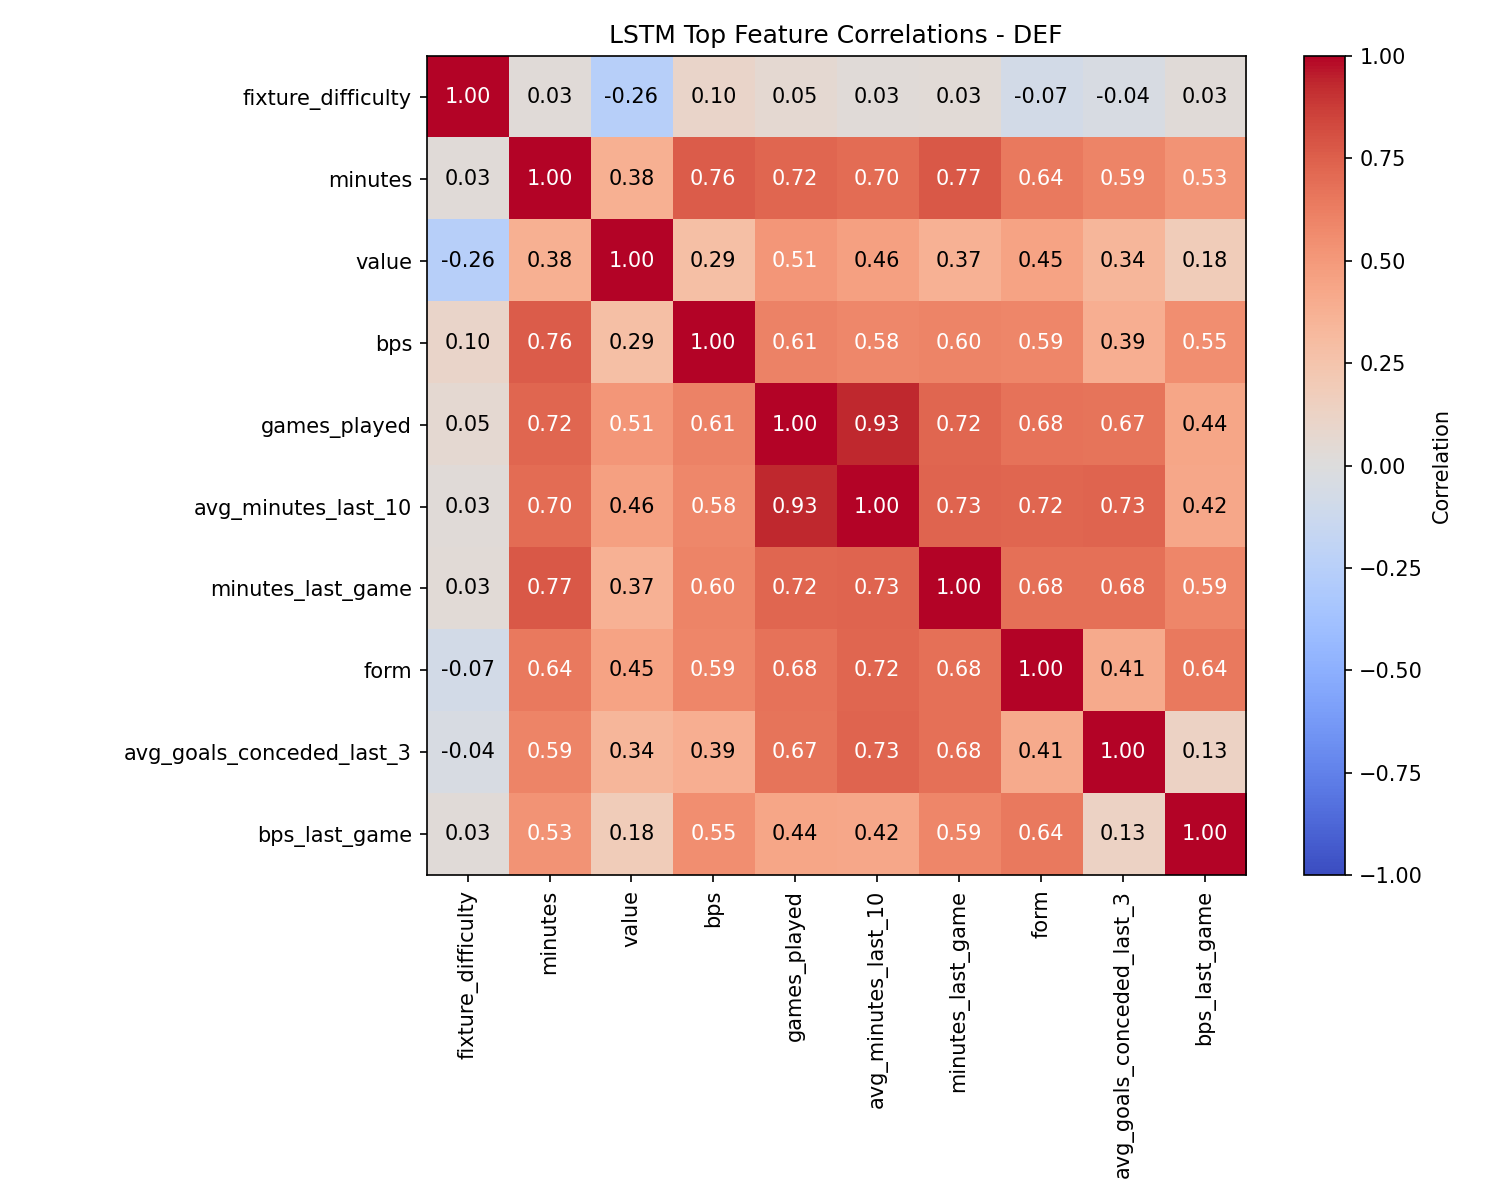 LSTM Top Feature Correlations - DEF
fixture_difficulty 1.00 0.03 -0.26 0.10 0.05 0.03 0.03 -0.07 -0.04 0.03
minutes 0.03 1.00 0.38 0.76 0.72 0.70 0.77 0.64 0.59 0.53
value -0.26 0.38 1.00 0.29 0.51 0.46 0.37 0.45 0.34 0.18
bps 0.10 0.76 0.29 1.00 0.61 0.58 0.60 0.59 0.39 0.55
games_played 0.05 0.72 0.51 0.61 1.00 0.93 0.72 0.68 0.67 0.44
avg_minutes_last_10 0.03 0.70 0.46 0.58 0.93 1.00 0.73 0.72 0.73 0.42
minutes_last_game 0.03 0.77 0.37 0.60 0.72 0.73 1.00 0.68 0.68 0.59
form -0.07 0.64 0.45 0.59 0.68 0.72 0.68 1.00 0.41 0.64
avg_goals_conceded_last_3 -0.04 0.59 0.34 0.39 0.67 0.73 0.68 0.41 1.00 0.13
bps_last_game 0.03 0.53 0.18 0.55 0.44 0.42 0.59 0.64 0.13 1.00
fixture_difficulty
minutes
value
bps
games_played
avg_minutes_last_10
minutes_last_game
form
avg_goals_conceded_last_3
bps_last_game
1.00
0.75
0.50
0.25
0.00
−0.25
−0.50
−0.75
−1.00
Correlation